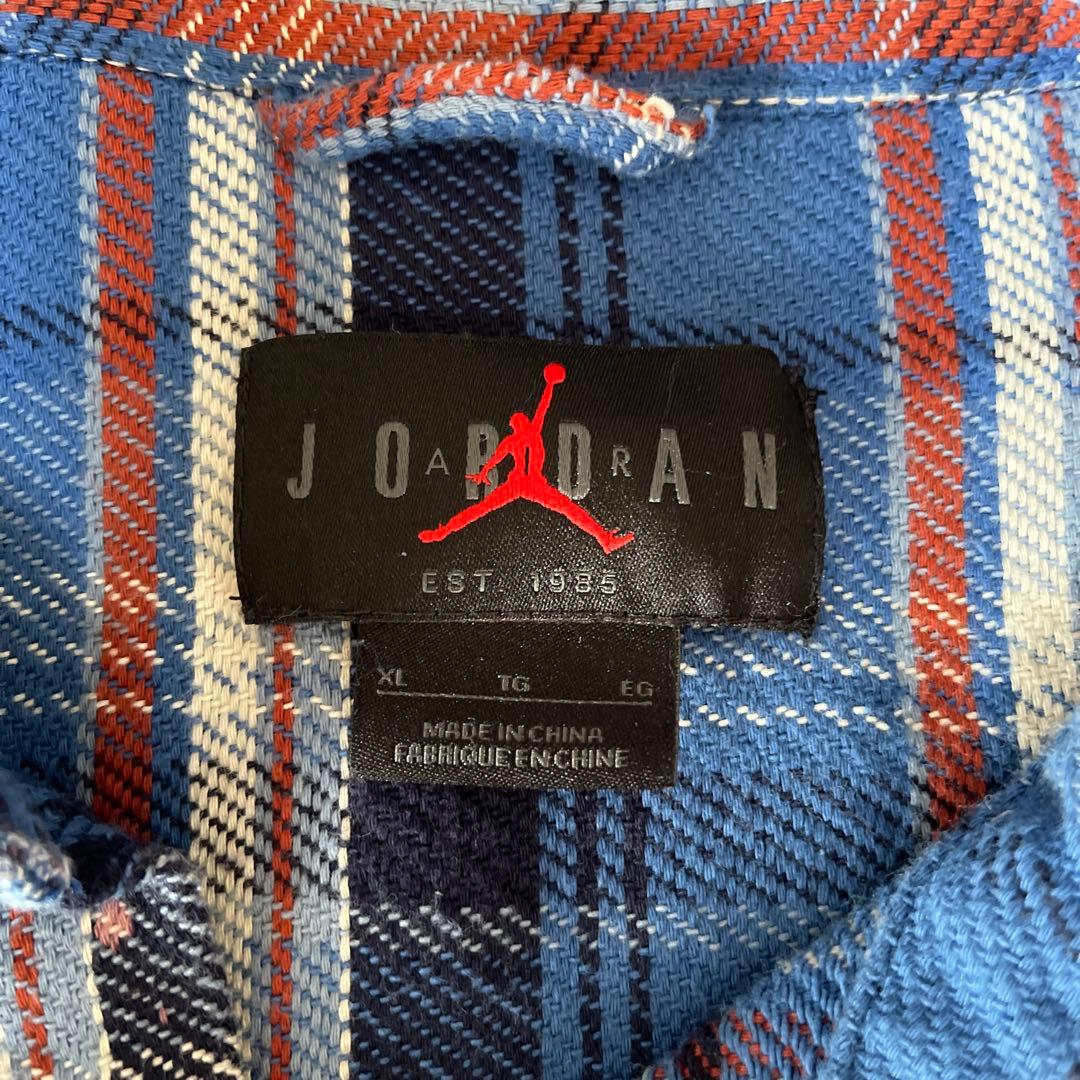 JORDAN
AIR
EST. 1985
XL TG EG
MADE IN CHINA
FABRIQUE EN CHINE